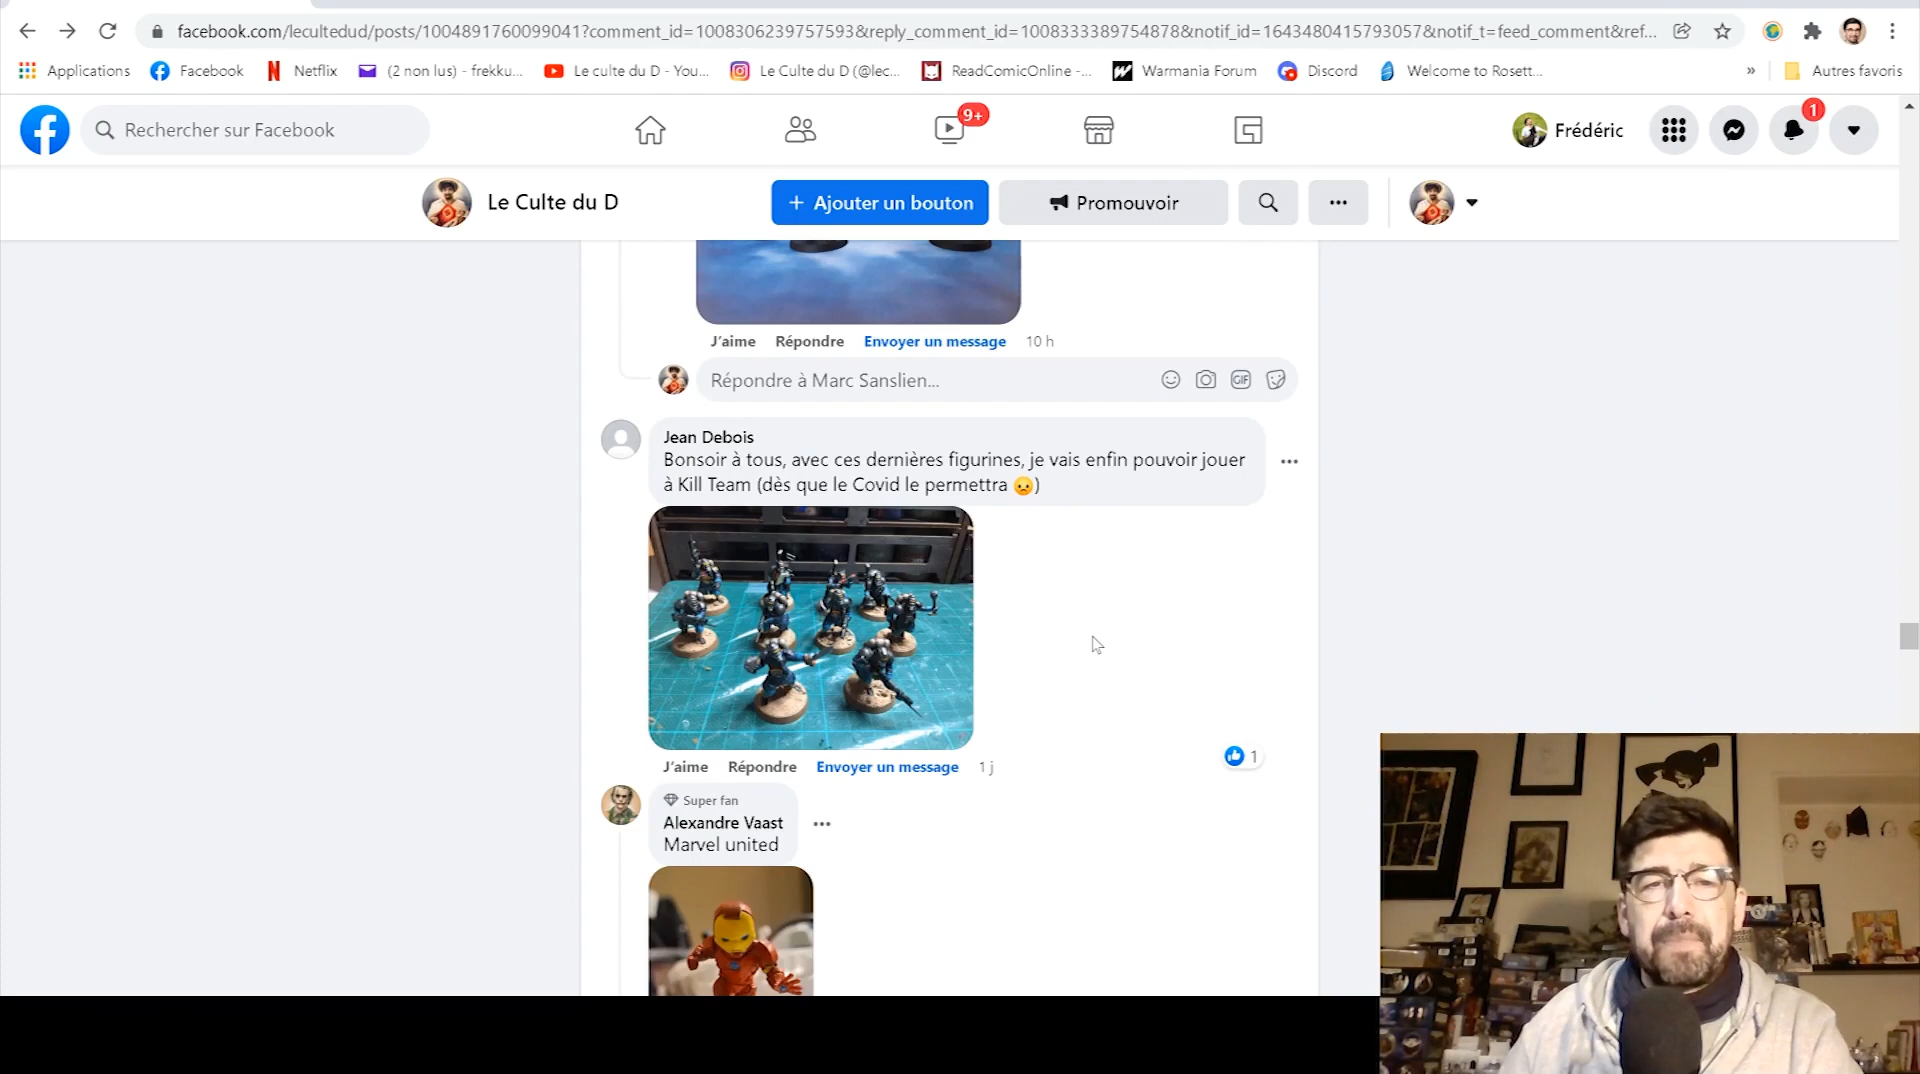 facebook.com/lecultedud/posts/1004891760099041?comment_id=1008306239757593&reply_comment_id=1008333389754878&notif_id=1643480415793057&notif_t=feed_comment&ref...
Applications Facebook Netflix (2 non lus) - frekku... Le culte du D - You... Le Culte du D (@lec... ReadComicOnline -... Warmania Forum Discord Welcome to Rosett... » Autres favoris
Rechercher sur Facebook 9+ Frédéric 1
Le Culte du D + Ajouter un bouton Promouvoir
J'aime Répondre Envoyer un message 10 h
Répondre à Marc Sanslien... GIF
Jean Debois
Bonsoir à tous, avec ces dernières figurines, je vais enfin pouvoir jouer
à Kill Team (dès que le Covid le permettra 😞)
J'aime Répondre Envoyer un message 1 j 1
Super fan
Alexandre Vaast
Marvel united